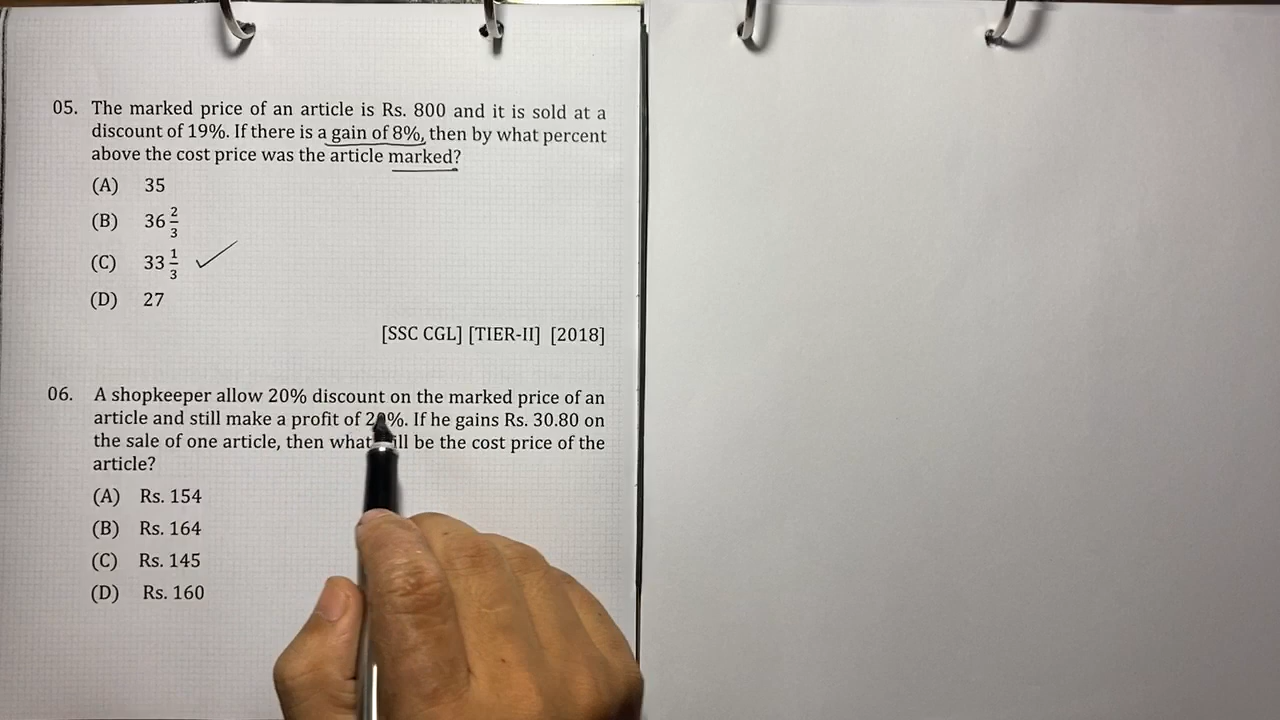 05. The marked price of an article is Rs. 800 and it is sold at a
discount of 19%. If there is a gain of 8%, then by what percent
above the cost price was the article marked?
(A) 35
(B) 36 2/3
(C) 33 1/3
(D) 27
[SSC CGL] [TIER-II] [2018]
06. A shopkeeper allow 20% discount on the marked price of an
article and still make a profit of If he gains Rs. 30.80 on
the sale of one article, then what be the cost price of the
article?
(A) Rs. 154
(B) Rs. 164
(C) Rs. 145
(D) Rs. 160